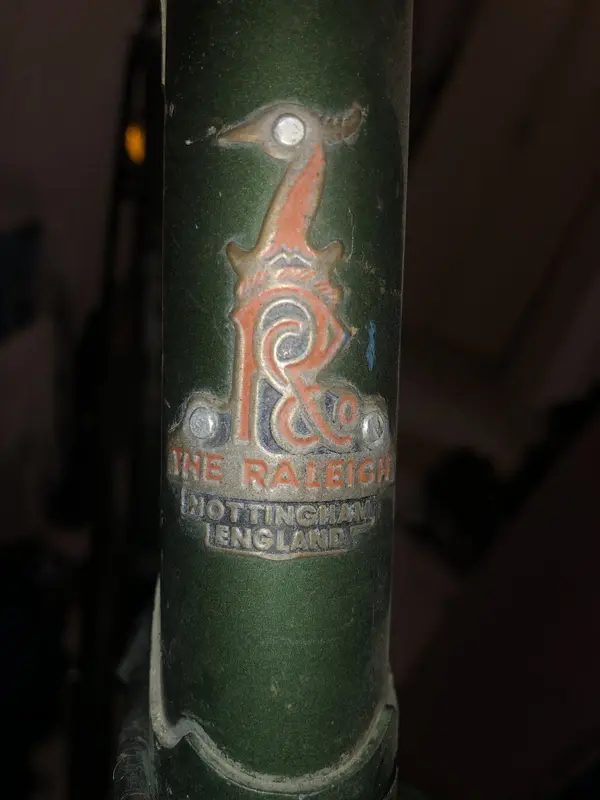 R&Co
THE RALEIGH
NOTTINGHAM
ENGLAND